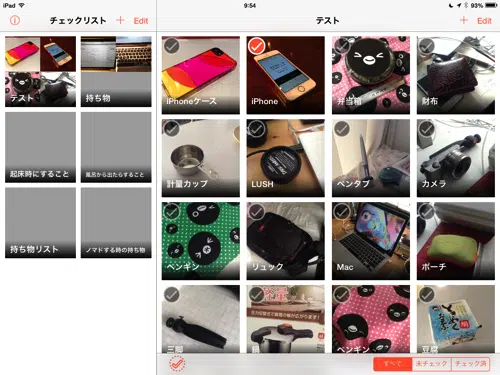 iPad
9:54
93%
チェックリスト
Edit
テスト
Edit
テスト
持ち物
起床時にすること
風呂から出たらすること
持ち物リスト
ノマドする時の持ち物
iPhoneケース
iPhone
弁当箱
財布
計量カップ
LUSH
ペンタブ
カメラ
ペンギン
リュック
Mac
ポーチ
三脚
鍋
ペンギン
豆腐
すべて
未チェック
チェック済